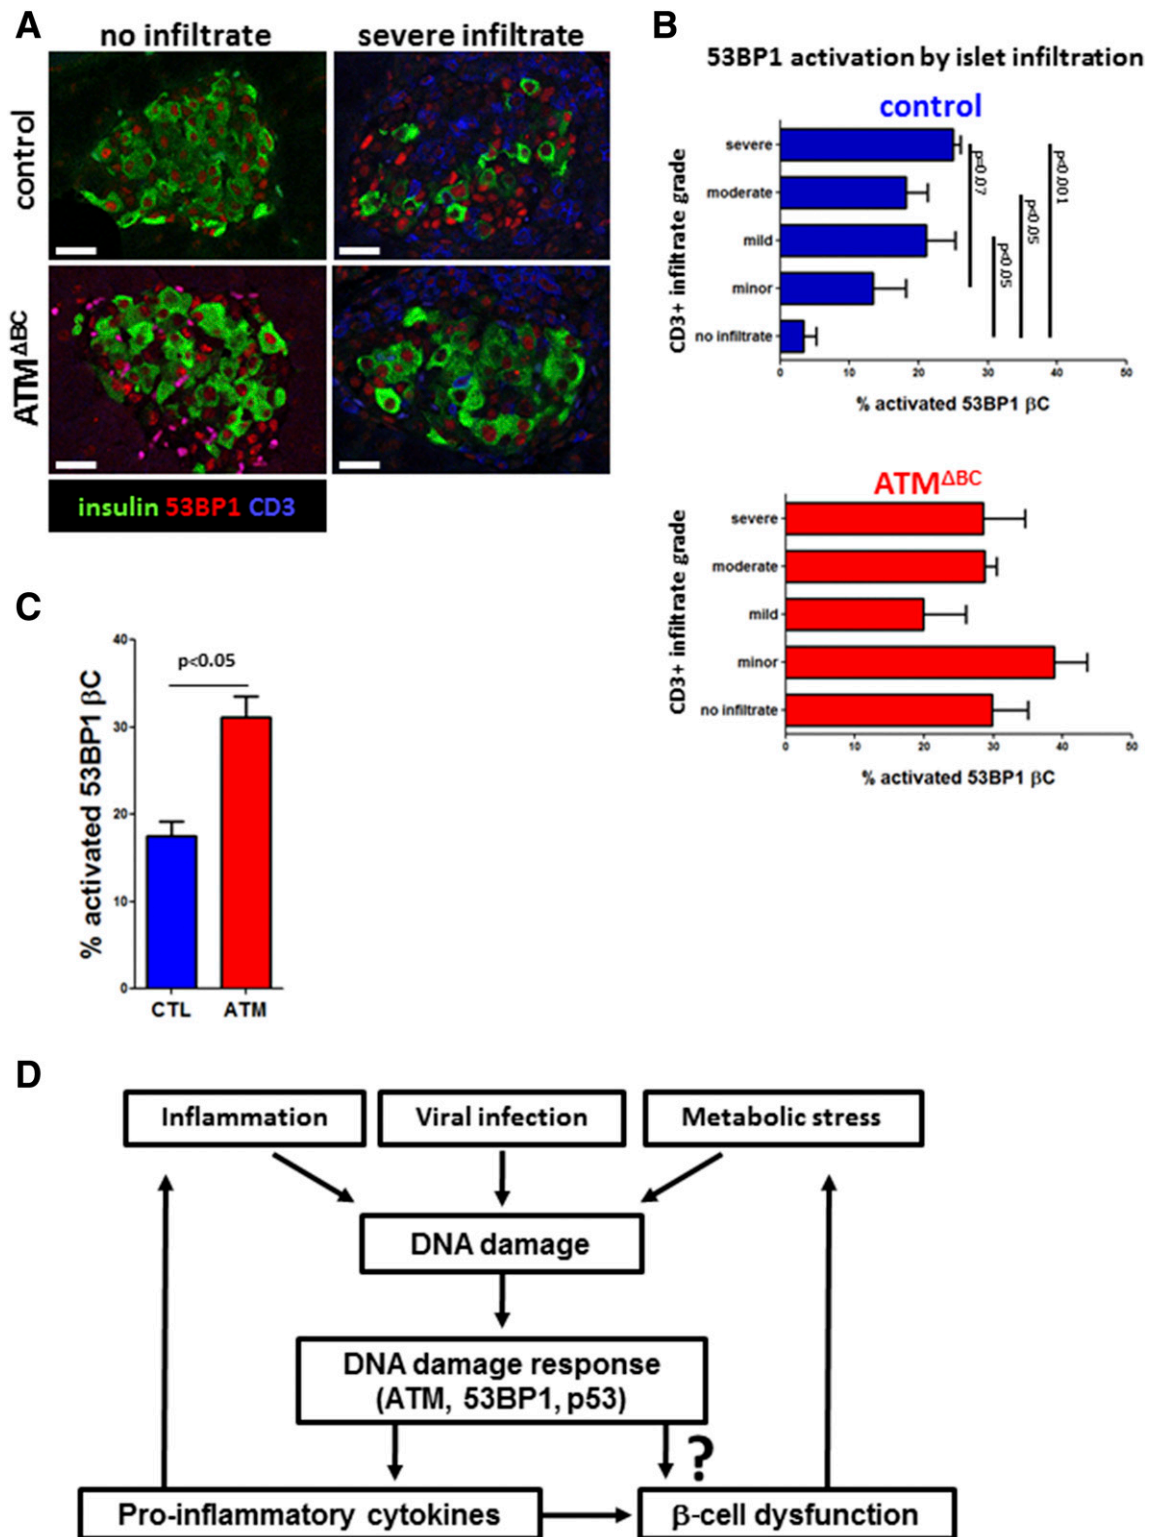 A
no infiltrate
severe infiltrate
control
ATMΔBC
insulin 53BP1 CD3
B
53BP1 activation by islet infiltration
control
CD3+ infiltrate grade
severe
moderate
mild
minor
no infiltrate
p=0.07
p<0.05
p<0.05
p<0.001
0 10 20 30 40 50
% activated 53BP1 βC
ATMΔBC
CD3+ infiltrate grade
severe
moderate
mild
minor
no infiltrate
0 10 20 30 40 50
% activated 53BP1 βC
C
% activated 53BP1 βC
40
30
20
10
0
p<0.05
CTL ATM
D
Inflammation
Viral infection
Metabolic stress
DNA damage
DNA damage response
(ATM, 53BP1, p53)
?
Pro-inflammatory cytokines
β-cell dysfunction